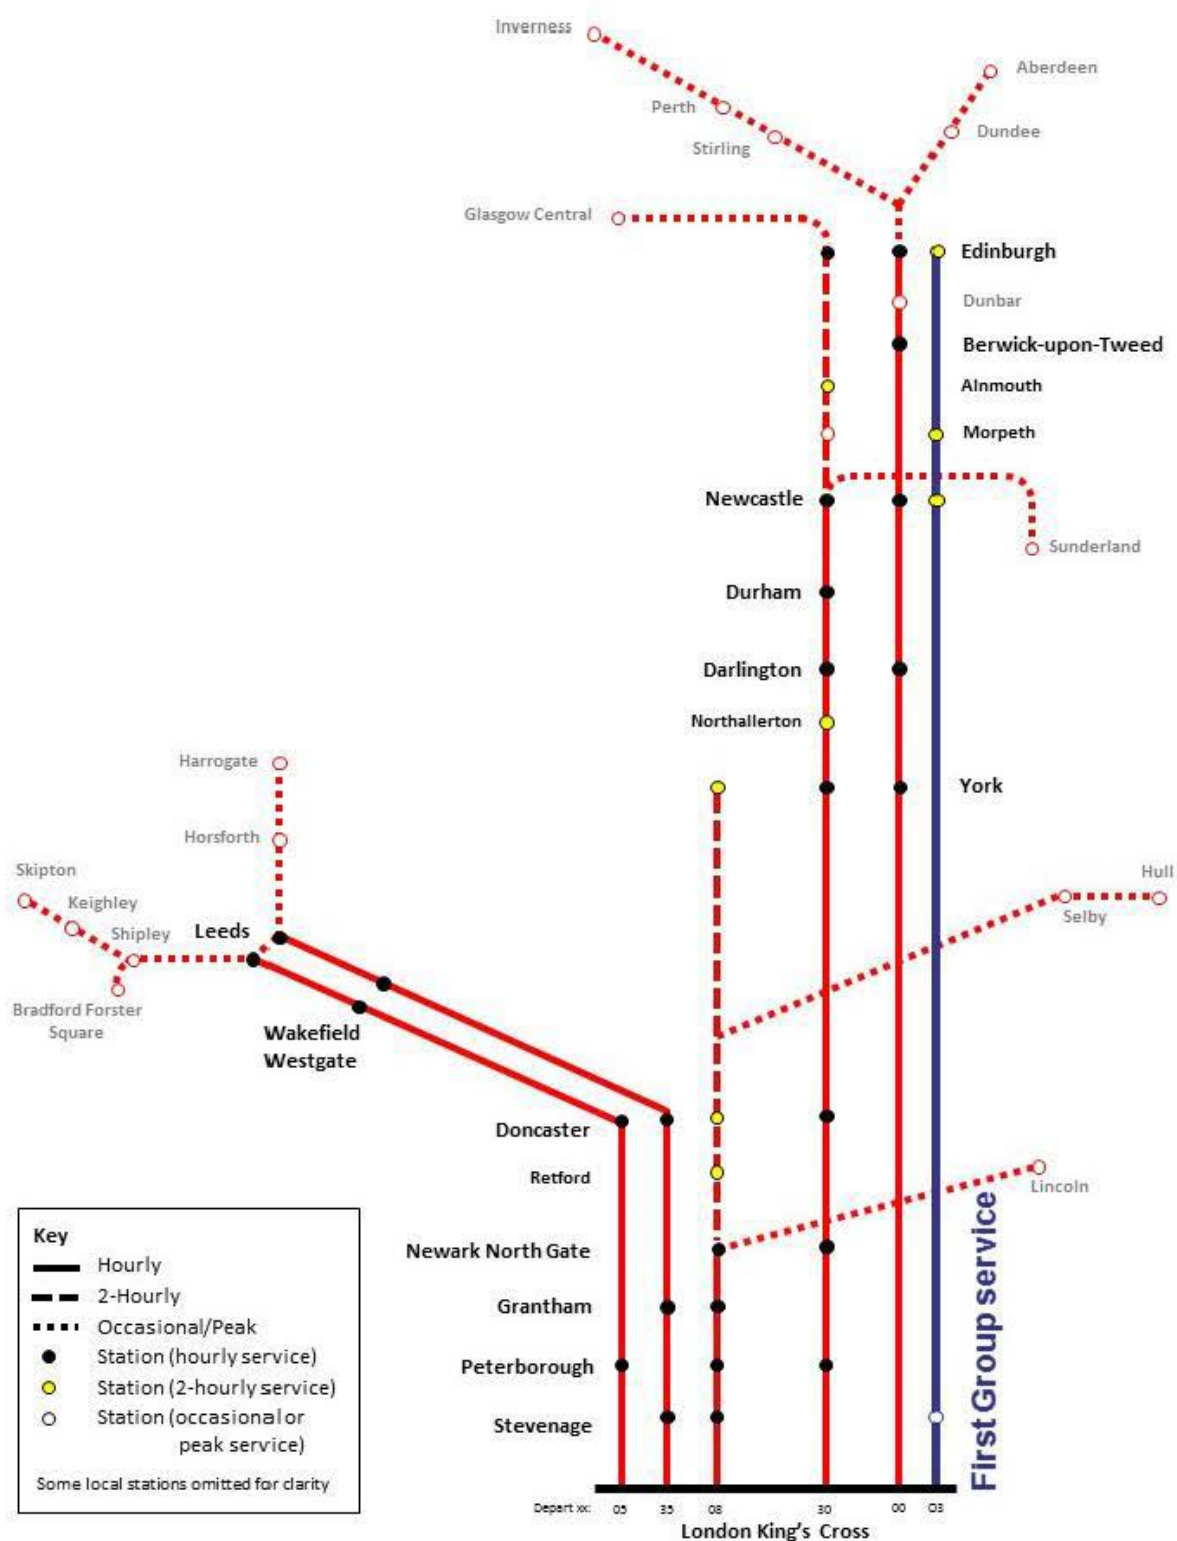 Inverness
Aberdeen
Perth
Dundee
Stirling
Glasgow Central
Edinburgh
Dunbar
Berwick-upon-Tweed
Alnmouth
Morpeth
Newcastle
Sunderland
Durham
Darlington
Northallerton
Harrogate
York
Horsforth
Skipton
Hull
Keighley
Selby
Shipley
Leeds
Bradford Forster
Square
Wakefield
Westgate
Doncaster
Retford
Lincoln
Newark North Gate
Grantham
Peterborough
Stevenage
First Group service
Key
Hourly
2-Hourly
Occasional/Peak
Station (hourly service)
Station (2-hourly service)
Station (occasional or
peak service)
Some local stations omitted for clarity
Depart xx: 05 35 08 30 00 03
London King's Cross